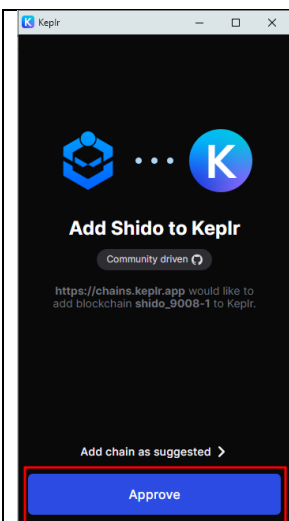 Keplr
Add Shido to Keplr
Community driven
https://chains.keplr.app would like to
add blockchain shido_9008-1 to Keplr.
Add chain as suggested
Approve